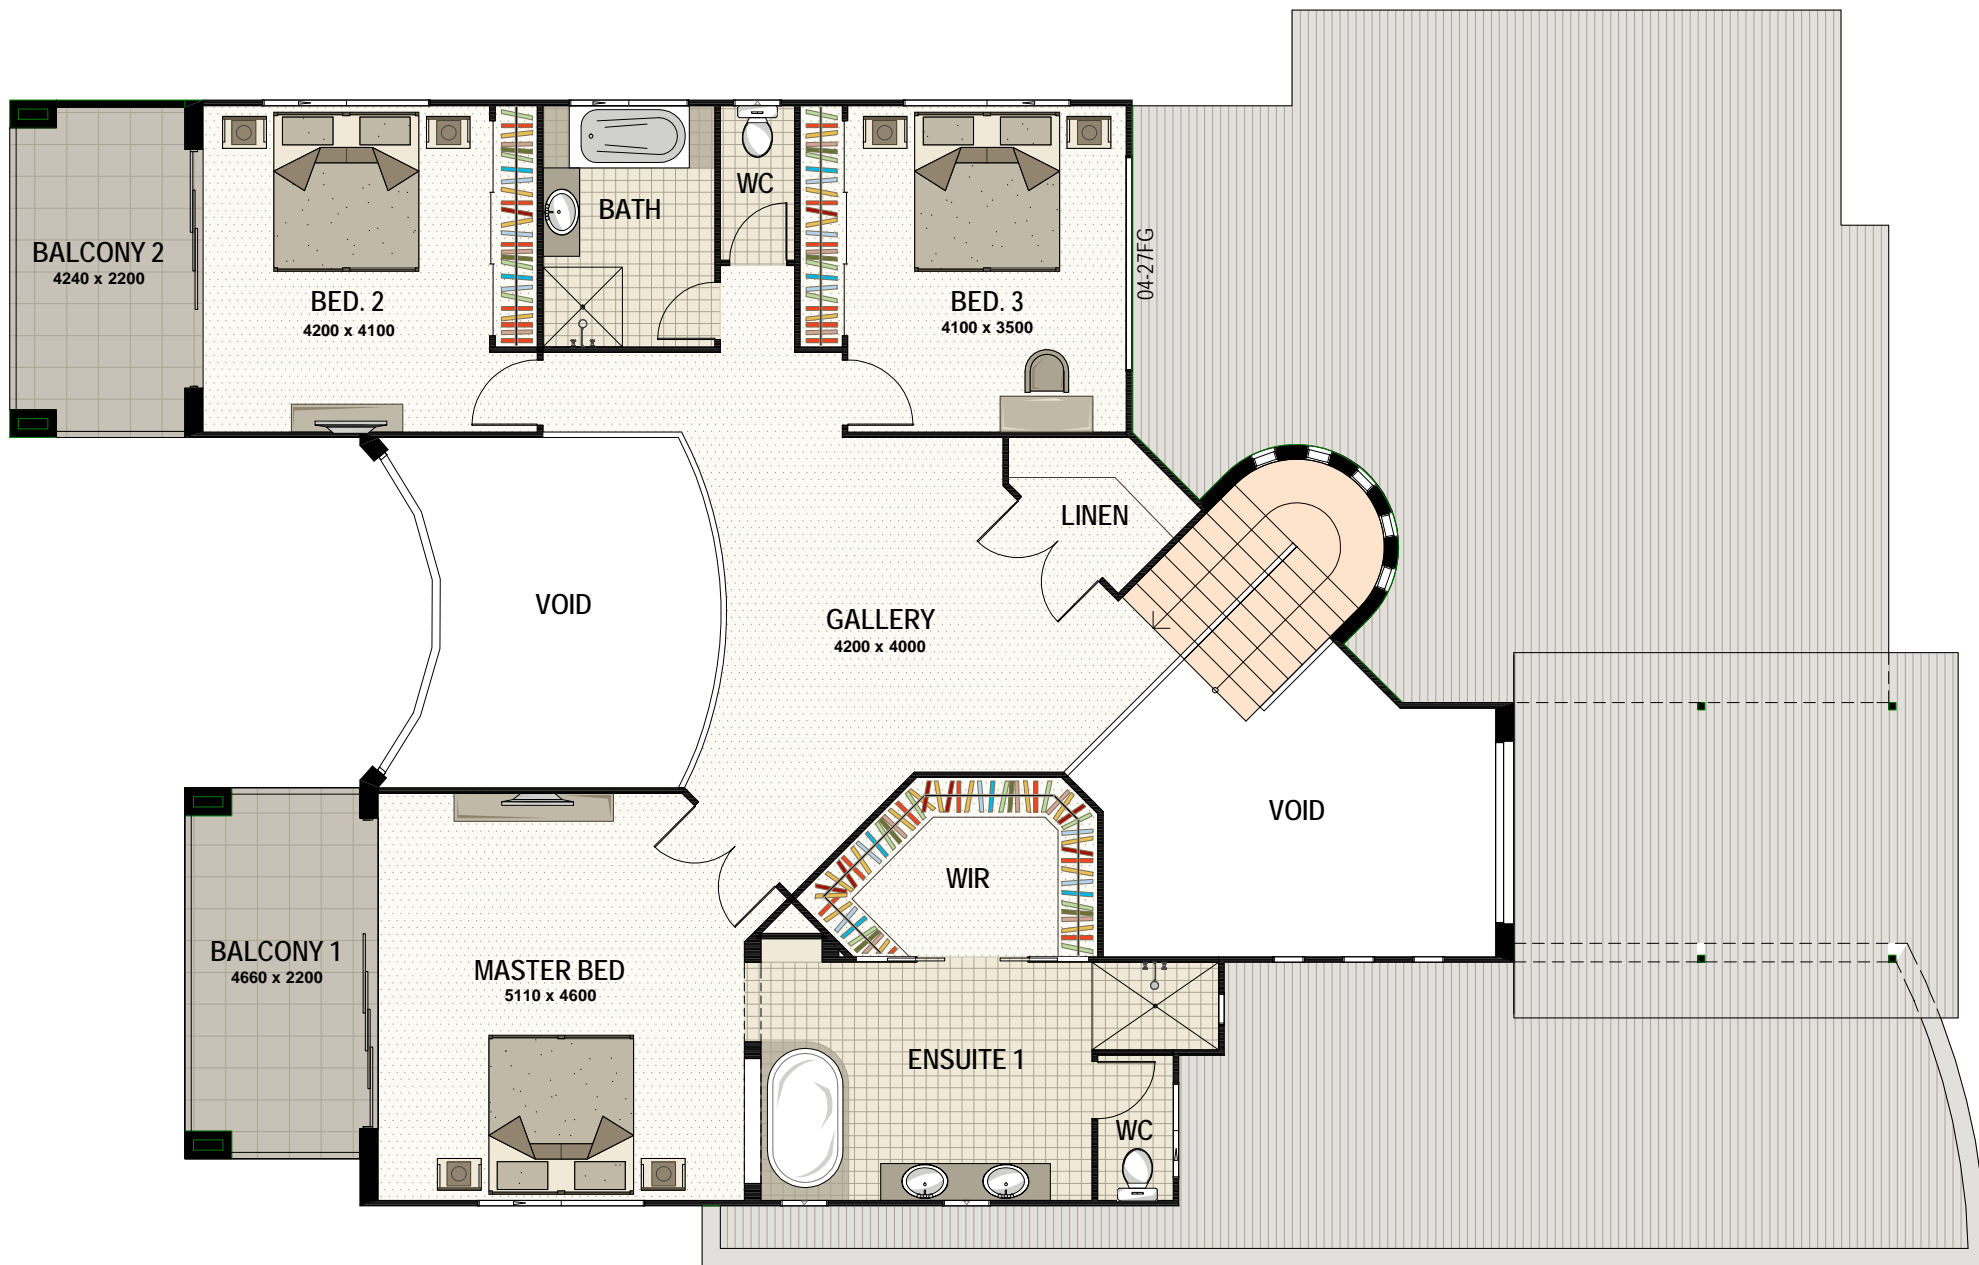 BALCONY 2
4240 x 2200
BED. 2
4200 x 4100
BATH
WC
BED. 3
4100 x 3500
04-27FG
LINEN
VOID
GALLERY
4200 x 4000
VOID
WIR
BALCONY 1
4660 x 2200
MASTER BED
5110 x 4600
ENSUITE 1
WC